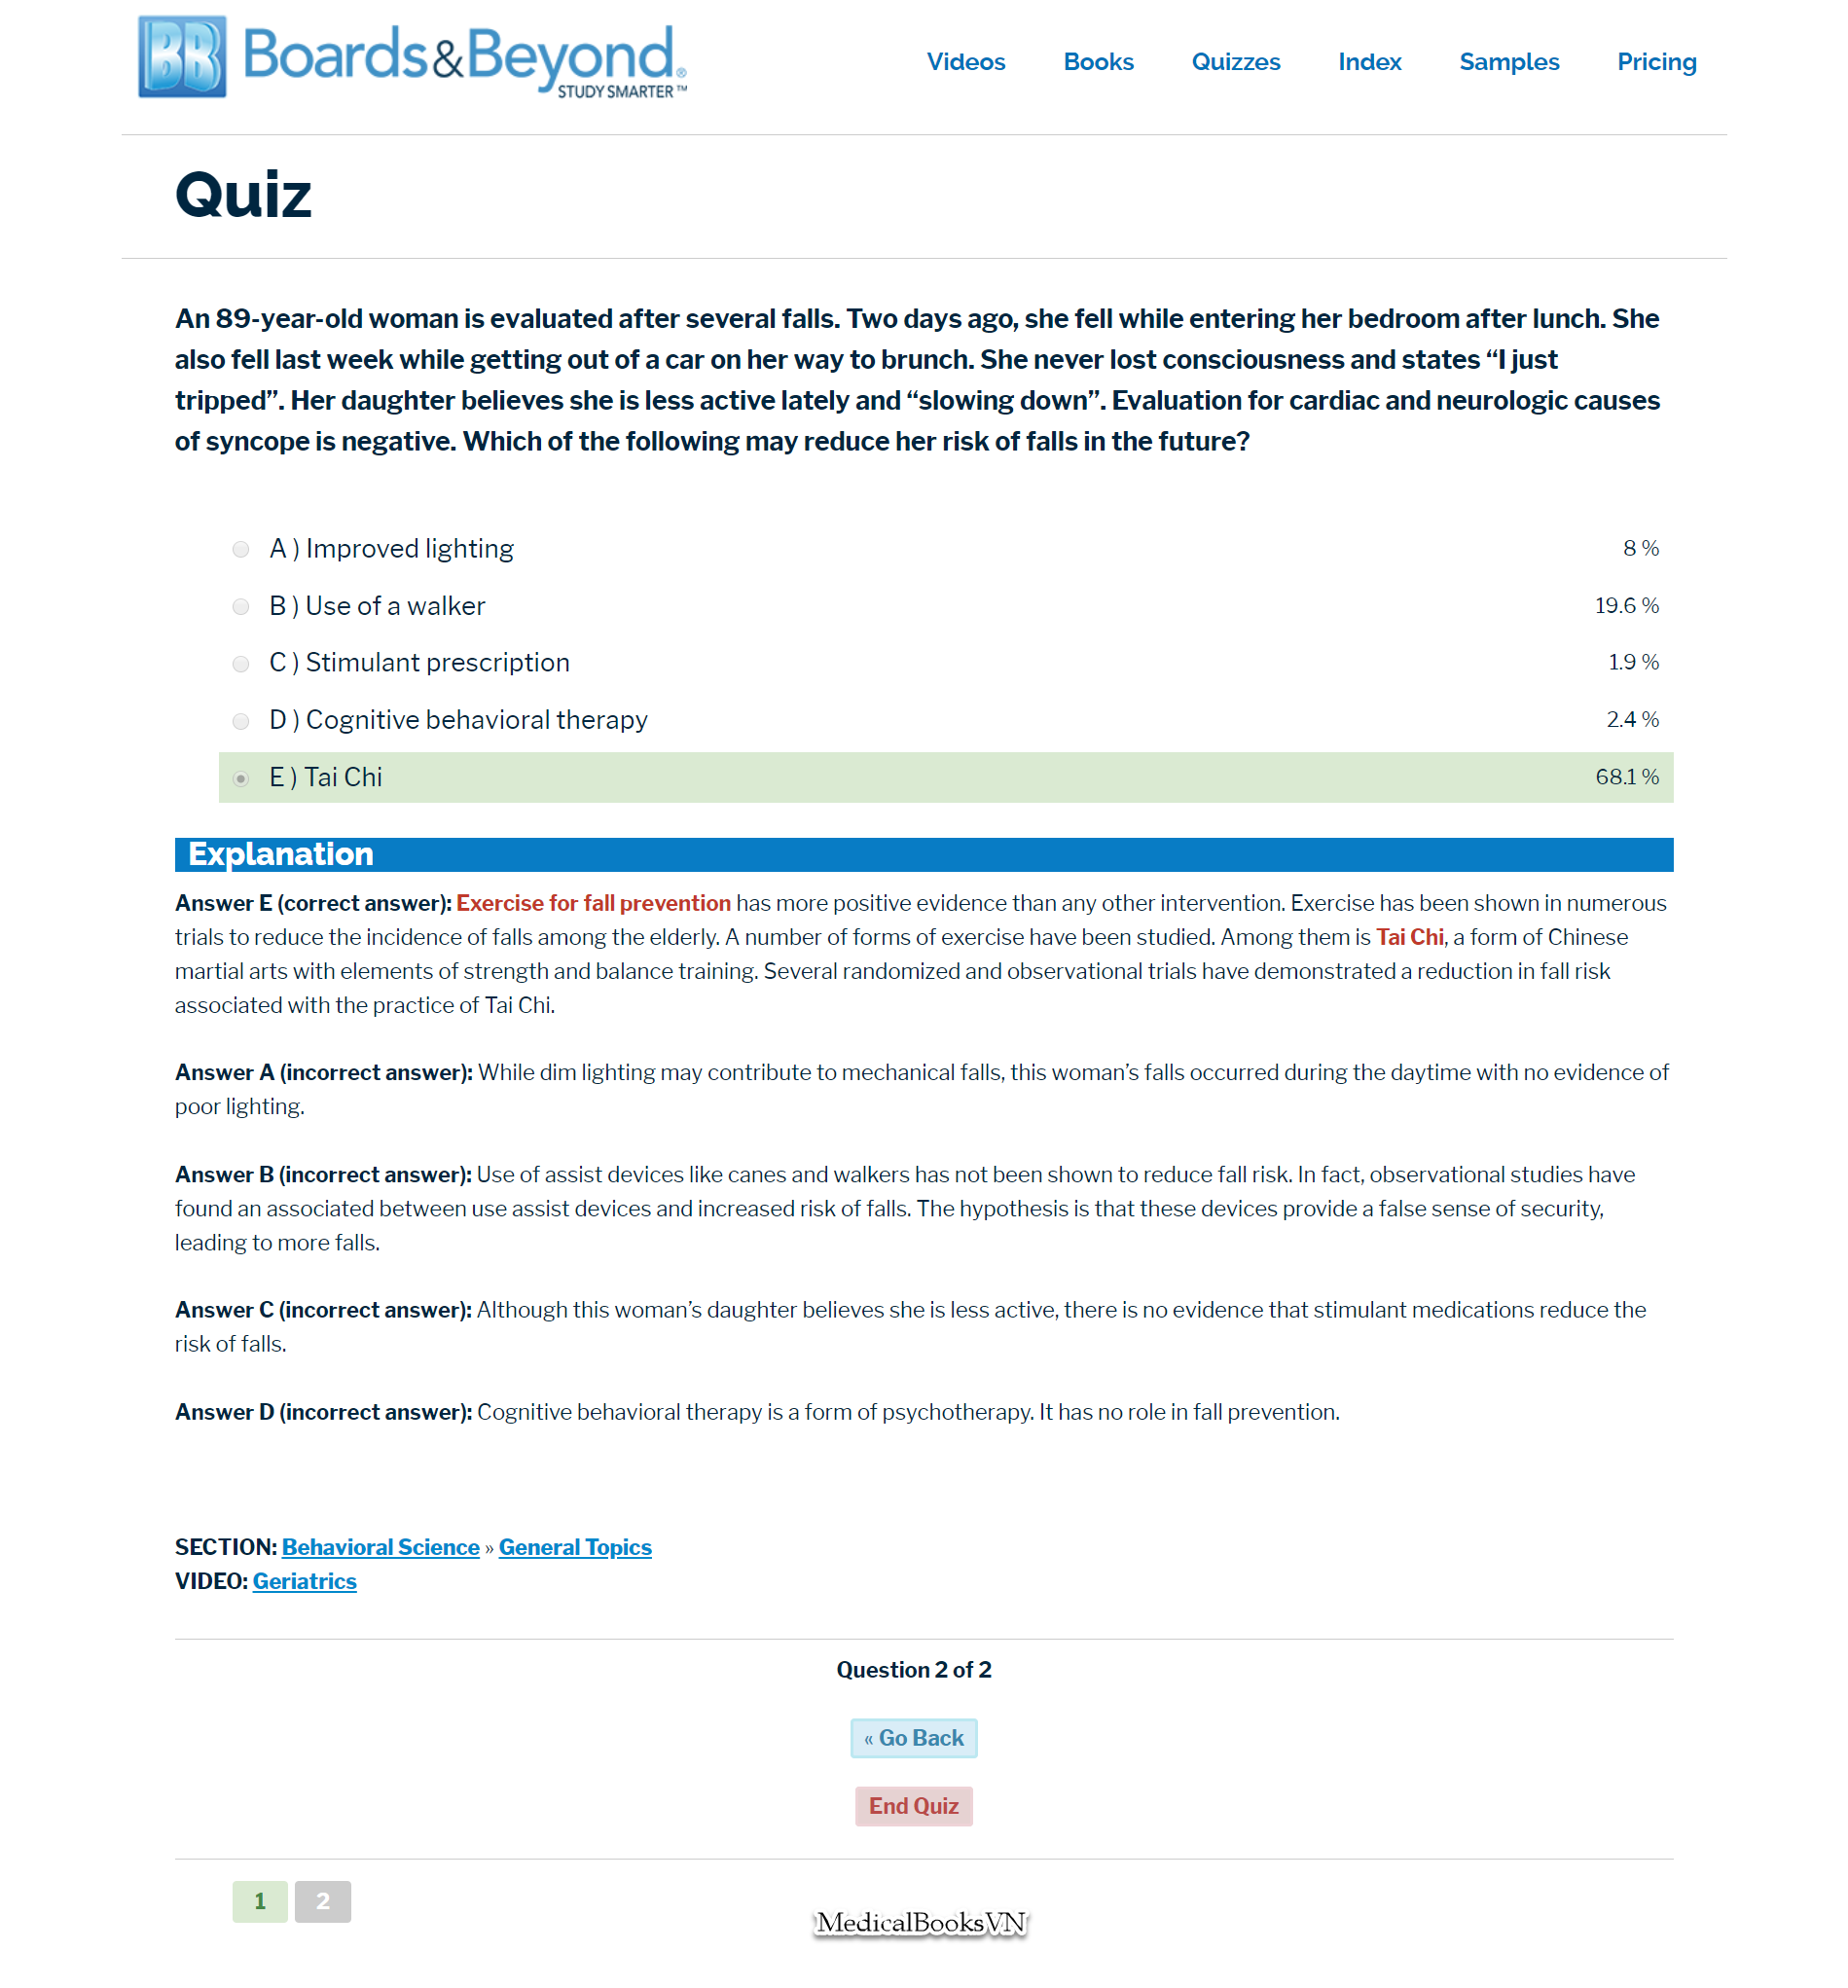 BB Boards&Beyond®
STUDY SMARTER™
Videos Books Quizzes Index Samples Pricing
Quiz
An 89-year-old woman is evaluated after several falls. Two days ago, she fell while entering her bedroom after lunch. She
also fell last week while getting out of a car on her way to brunch. She never lost consciousness and states “I just
tripped”. Her daughter believes she is less active lately and “slowing down”. Evaluation for cardiac and neurologic causes
of syncope is negative. Which of the following may reduce her risk of falls in the future?
A ) Improved lighting 8 %
B ) Use of a walker 19.6 %
C ) Stimulant prescription 1.9 %
D ) Cognitive behavioral therapy 2.4 %
E ) Tai Chi 68.1 %
Explanation
Answer E (correct answer): Exercise for fall prevention has more positive evidence than any other intervention. Exercise has been shown in numerous
trials to reduce the incidence of falls among the elderly. A number of forms of exercise have been studied. Among them is Tai Chi, a form of Chinese
martial arts with elements of strength and balance training. Several randomized and observational trials have demonstrated a reduction in fall risk
associated with the practice of Tai Chi.
Answer A (incorrect answer): While dim lighting may contribute to mechanical falls, this woman’s falls occurred during the daytime with no evidence of
poor lighting.
Answer B (incorrect answer): Use of assist devices like canes and walkers has not been shown to reduce fall risk. In fact, observational studies have
found an associated between use assist devices and increased risk of falls. The hypothesis is that these devices provide a false sense of security,
leading to more falls.
Answer C (incorrect answer): Although this woman’s daughter believes she is less active, there is no evidence that stimulant medications reduce the
risk of falls.
Answer D (incorrect answer): Cognitive behavioral therapy is a form of psychotherapy. It has no role in fall prevention.
SECTION: Behavioral Science » General Topics
VIDEO: Geriatrics
Question 2 of 2
« Go Back
End Quiz
1 2
MedicalBooksVN